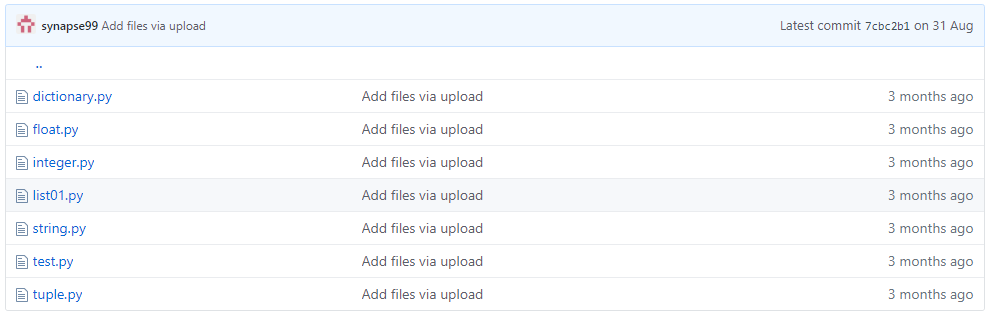 synapse99 Add files via upload Latest commit 7cbc2b1 on 31 Aug
..
dictionary.py Add files via upload 3 months ago
float.py Add files via upload 3 months ago
integer.py Add files via upload 3 months ago
list01.py Add files via upload 3 months ago
string.py Add files via upload 3 months ago
test.py Add files via upload 3 months ago
tuple.py Add files via upload 3 months ago